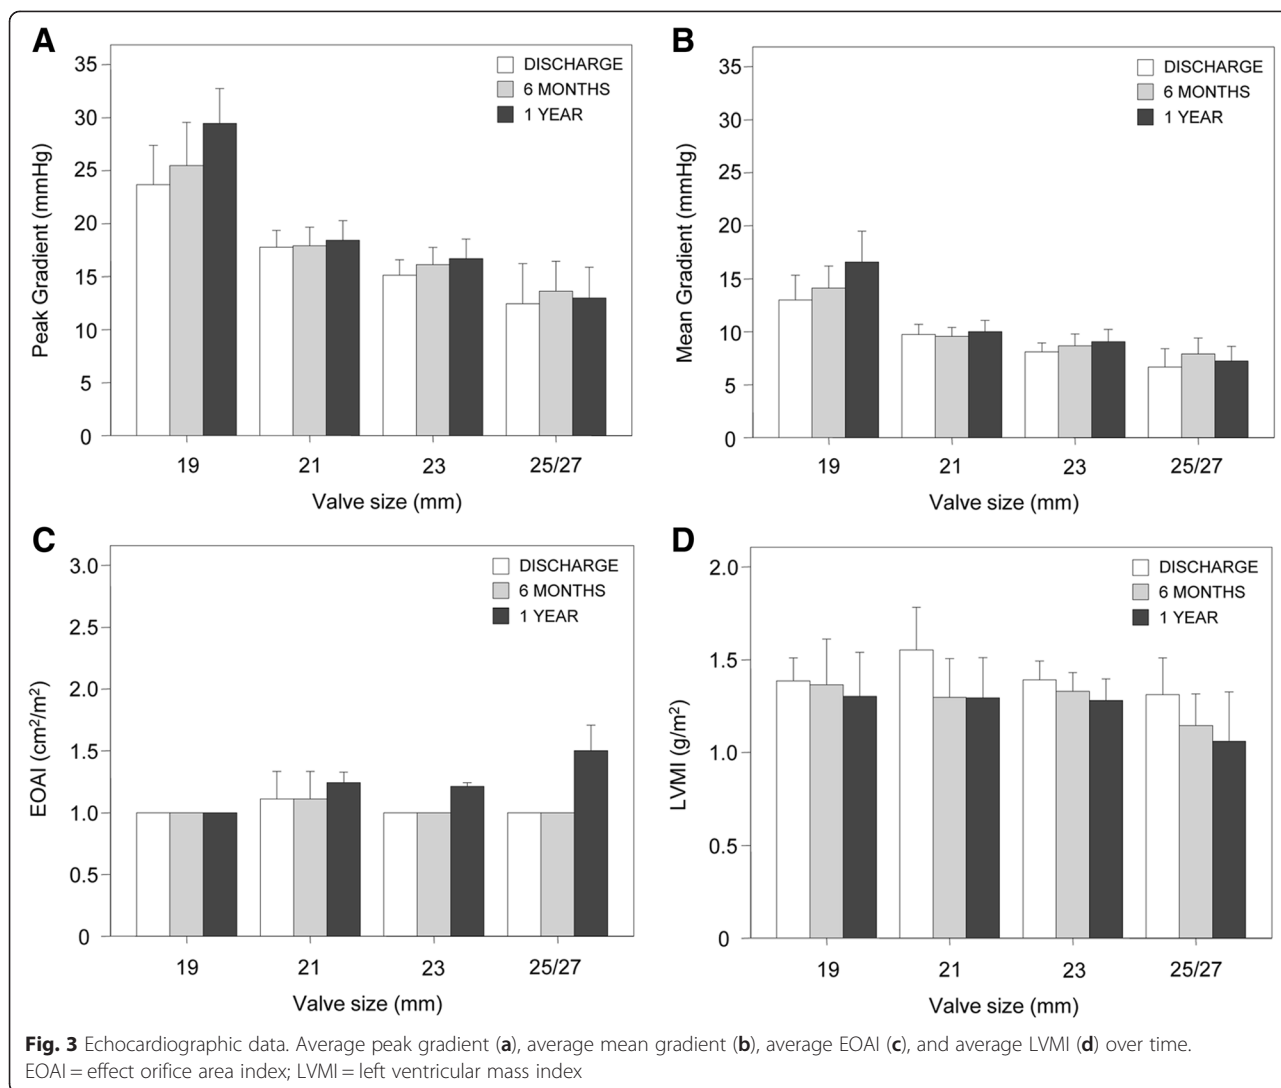 A
Peak Gradient (mmHg)
35
30
25
20
15
10
5
0
DISCHARGE
6 MONTHS
1 YEAR
19 21 23 25/27
Valve size (mm)
B
Mean Gradient (mmHg)
35
30
25
20
15
10
5
0
DISCHARGE
6 MONTHS
1 YEAR
19 21 23 25/27
Valve size (mm)
C
EOAI (cm²/m²)
3.0
2.5
2.0
1.5
1.0
0.5
0
DISCHARGE
6 MONTHS
1 YEAR
19 21 23 25/27
Valve size (mm)
D
LVMI (g/m²)
2.0
1.5
1.0
0.5
0
DISCHARGE
6 MONTHS
1 YEAR
19 21 23 25/27
Valve size (mm)
Fig. 3 Echocardiographic data. Average peak gradient (a), average mean gradient (b), average EOAI (c), and average LVMI (d) over time.
EOAI = effect orifice area index; LVMI = left ventricular mass index